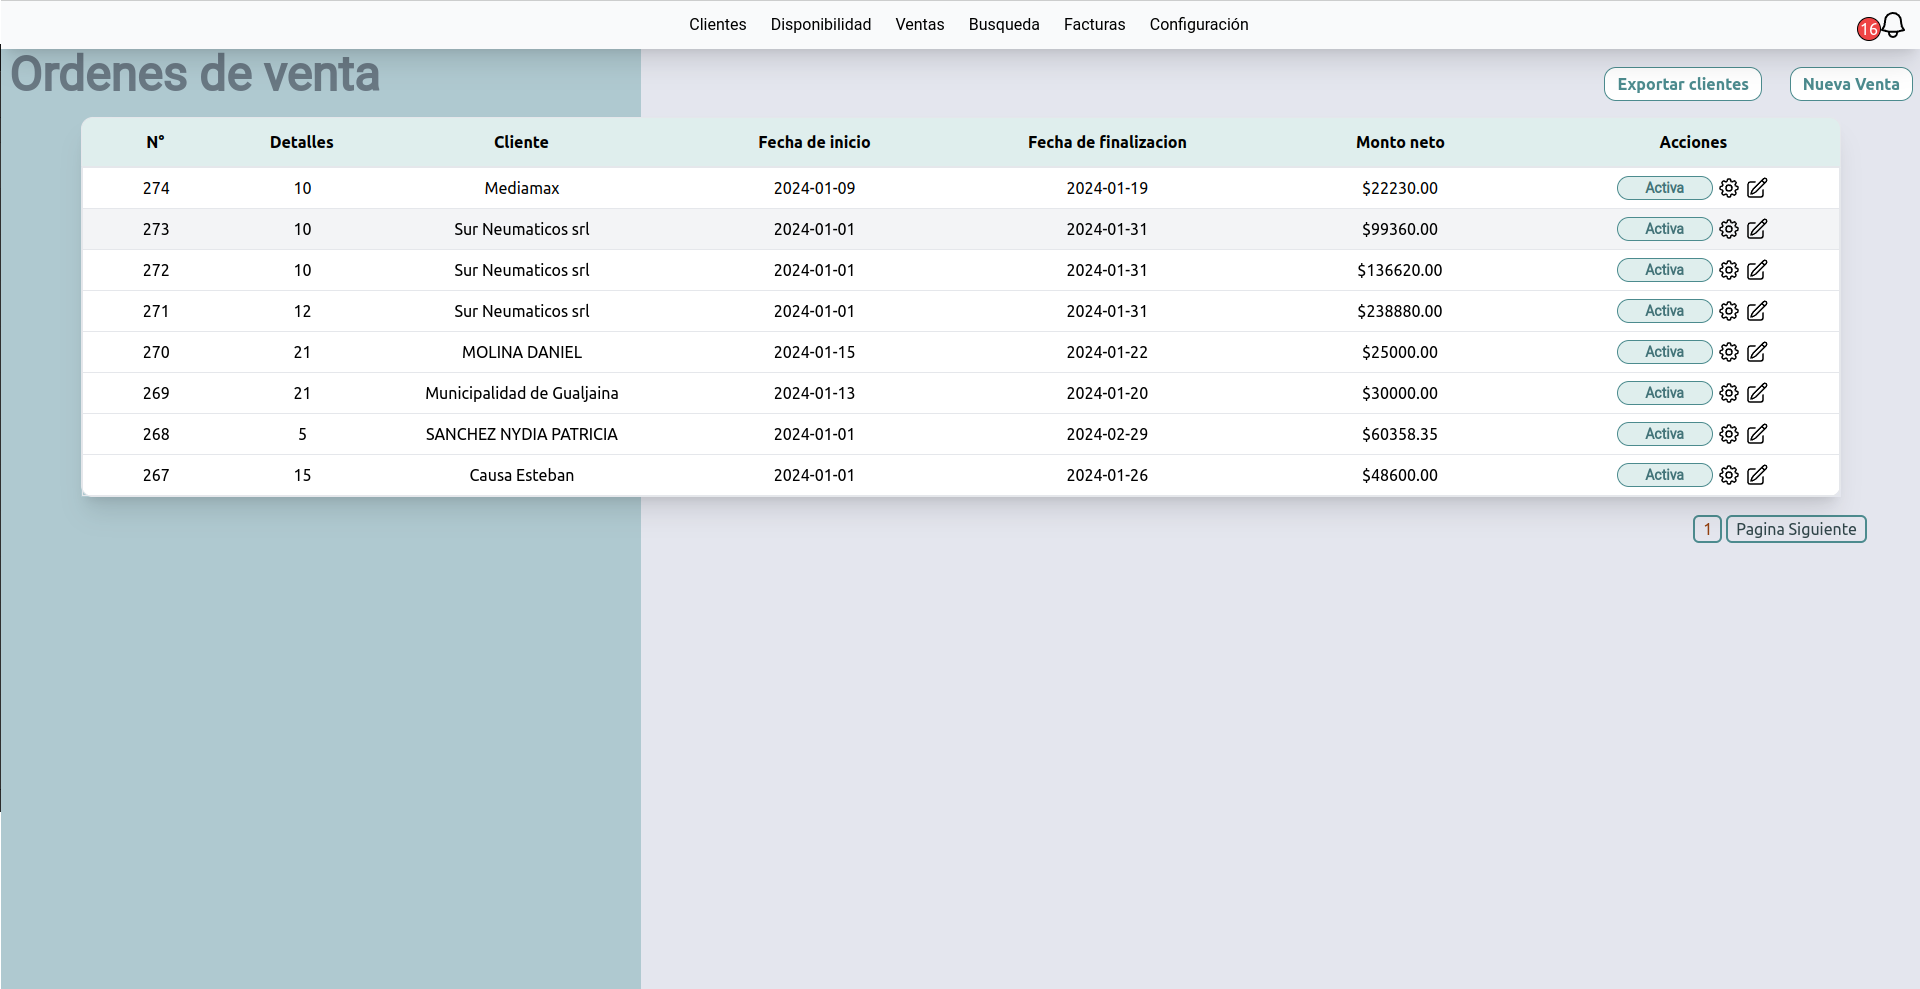 Clientes Disponibilidad Ventas Busqueda Facturas Configuración 16
Ordenes de venta
Exportar clientes Nueva Venta
N° Detalles Cliente Fecha de inicio Fecha de finalizacion Monto neto Acciones
274 10 Mediamax 2024-01-09 2024-01-19 $22230.00 Activa
273 10 Sur Neumaticos srl 2024-01-01 2024-01-31 $99360.00 Activa
272 10 Sur Neumaticos srl 2024-01-01 2024-01-31 $136620.00 Activa
271 12 Sur Neumaticos srl 2024-01-01 2024-01-31 $238880.00 Activa
270 21 MOLINA DANIEL 2024-01-15 2024-01-22 $25000.00 Activa
269 21 Municipalidad de Gualjaina 2024-01-13 2024-01-20 $30000.00 Activa
268 5 SANCHEZ NYDIA PATRICIA 2024-01-01 2024-02-29 $60358.35 Activa
267 15 Causa Esteban 2024-01-01 2024-01-26 $48600.00 Activa
1 Pagina Siguiente